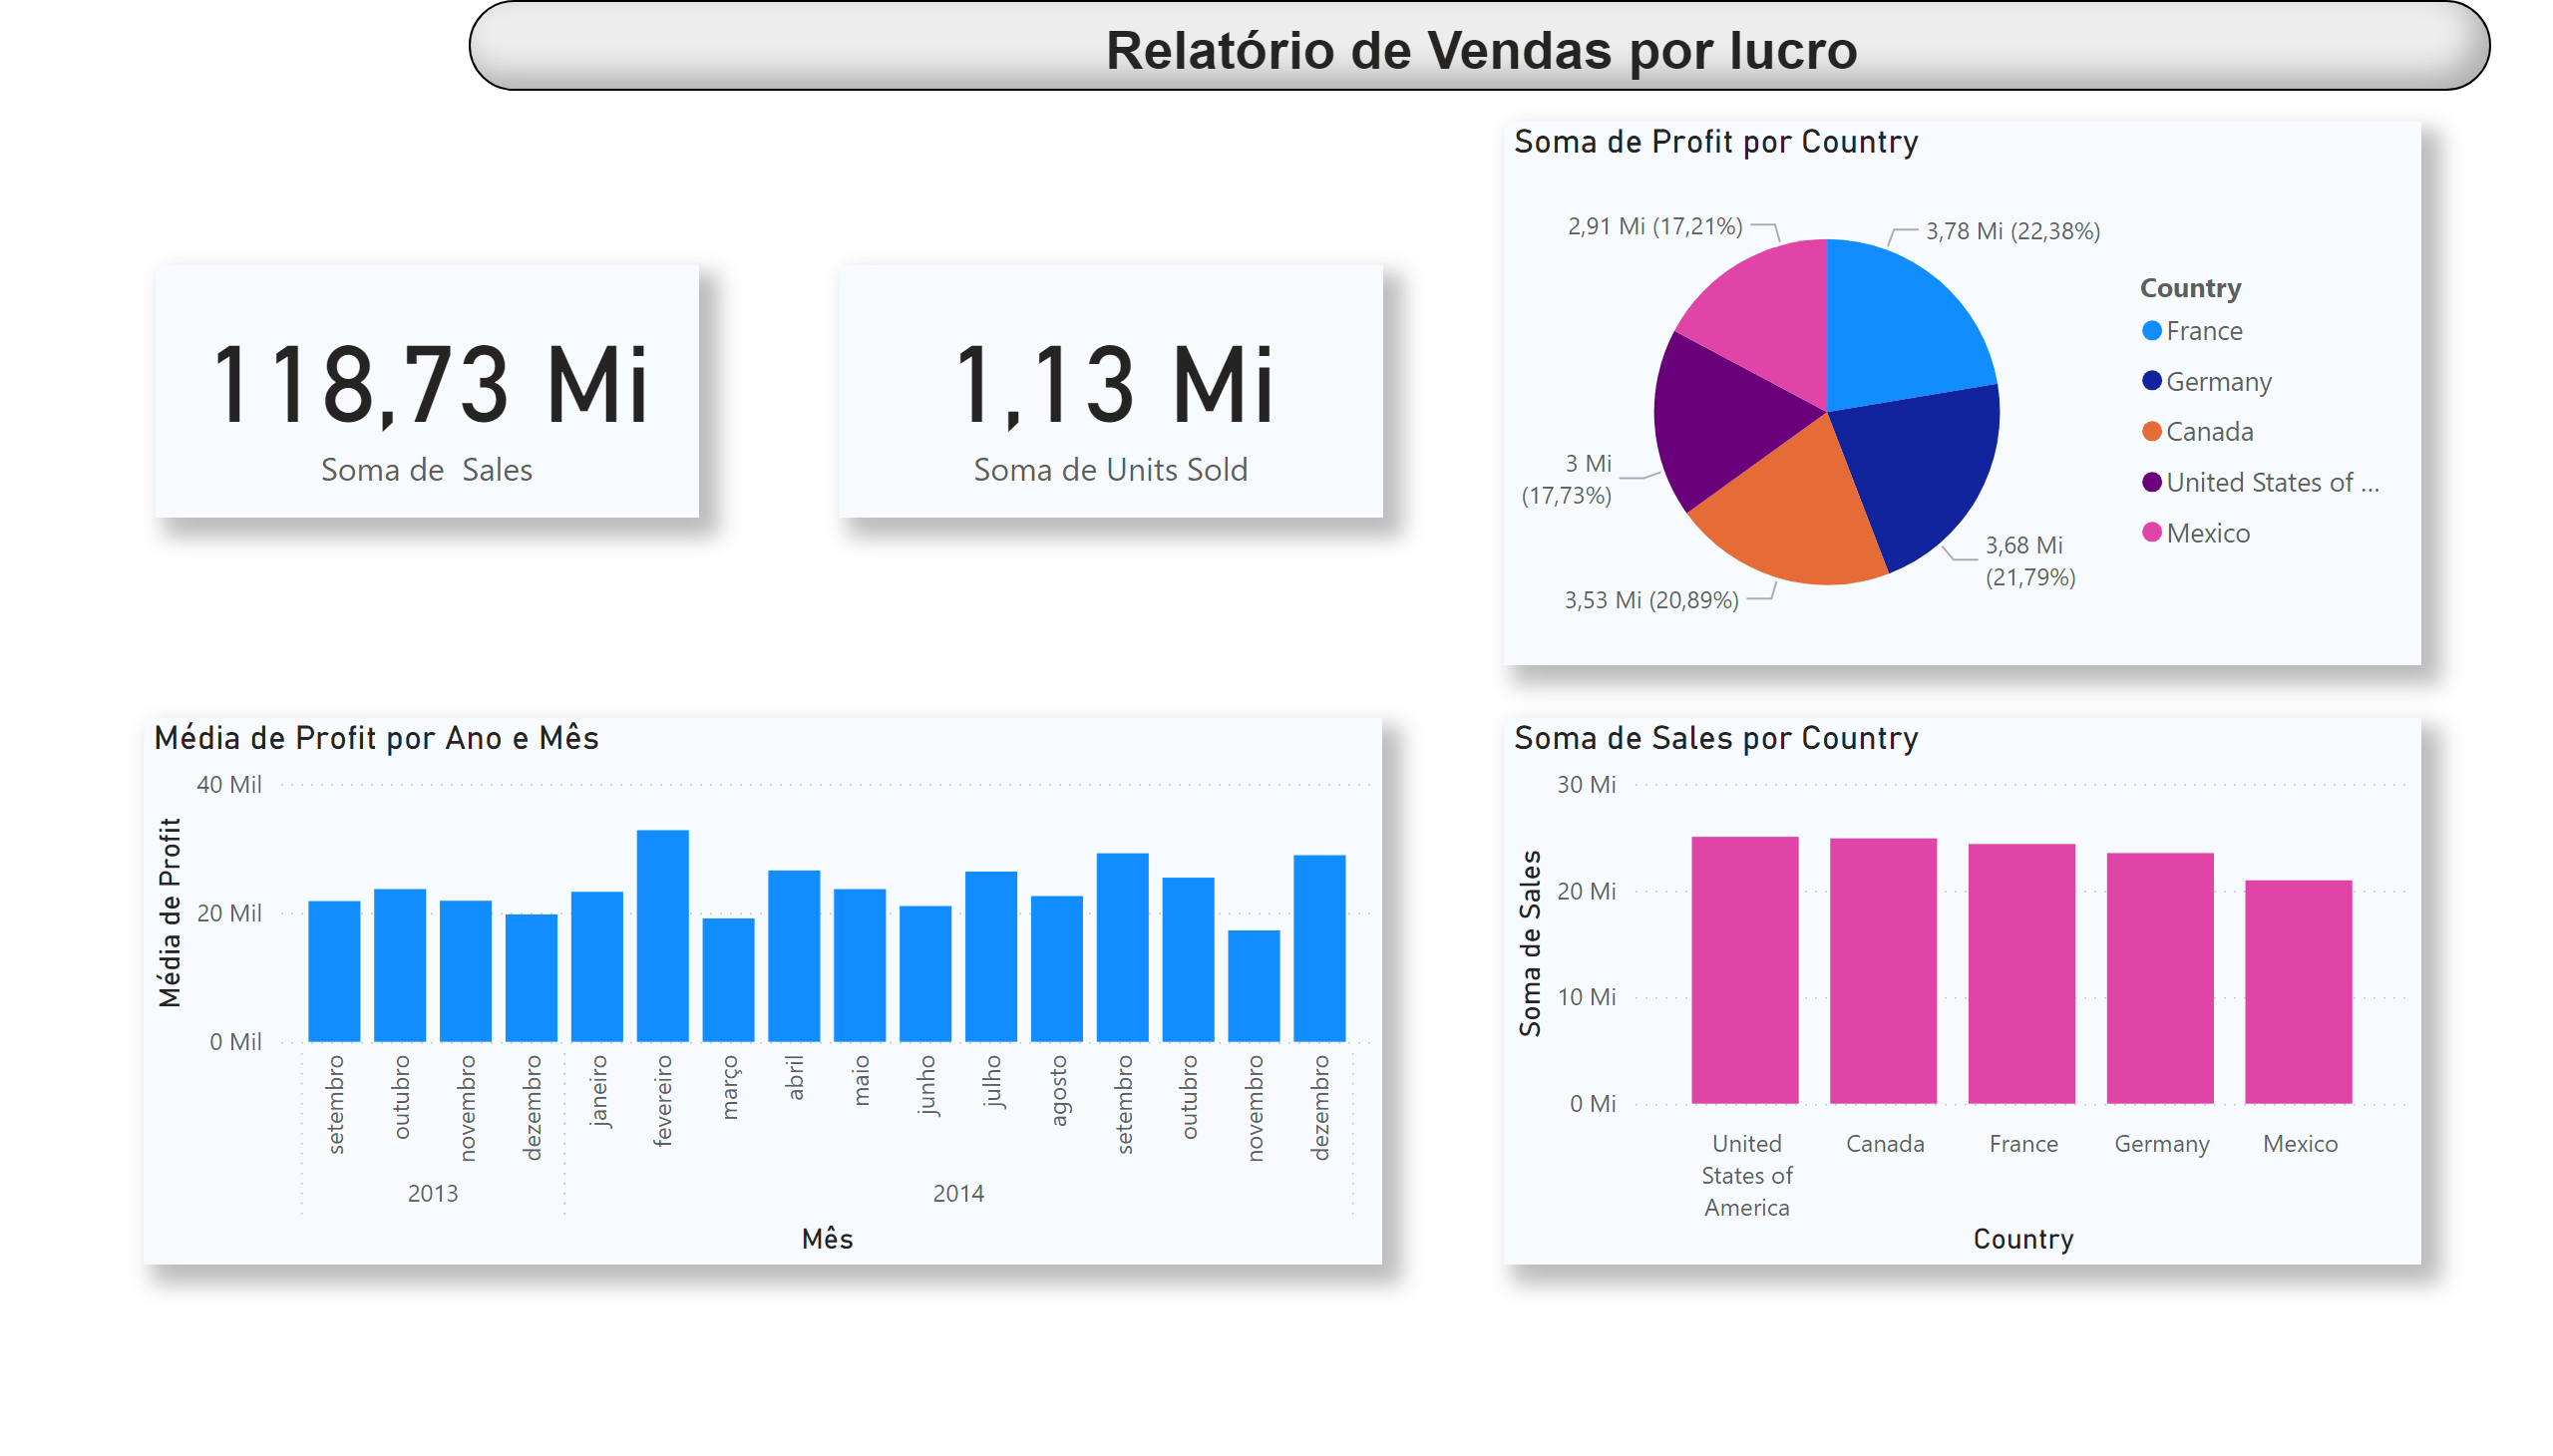 Relatório de Vendas por lucro
118,73 Mi
Soma de  Sales
1,13 Mi
Soma de Units Sold
Soma de Profit por Country
2,91 Mi (17,21%)
3,78 Mi (22,38%)
3 Mi
(17,73%)
3,68 Mi
(21,79%)
3,53 Mi (20,89%)
Country
France
Germany
Canada
United States of ...
Mexico
Média de Profit por Ano e Mês
Média de Profit
40 Mil
20 Mil
0 Mil
setembro
outubro
novembro
dezembro
janeiro
fevereiro
março
abril
maio
junho
julho
agosto
setembro
outubro
novembro
dezembro
2013
2014
Mês
Soma de Sales por Country
Soma de Sales
30 Mi
20 Mi
10 Mi
0 Mi
United
States of
America
Canada
France
Germany
Mexico
Country